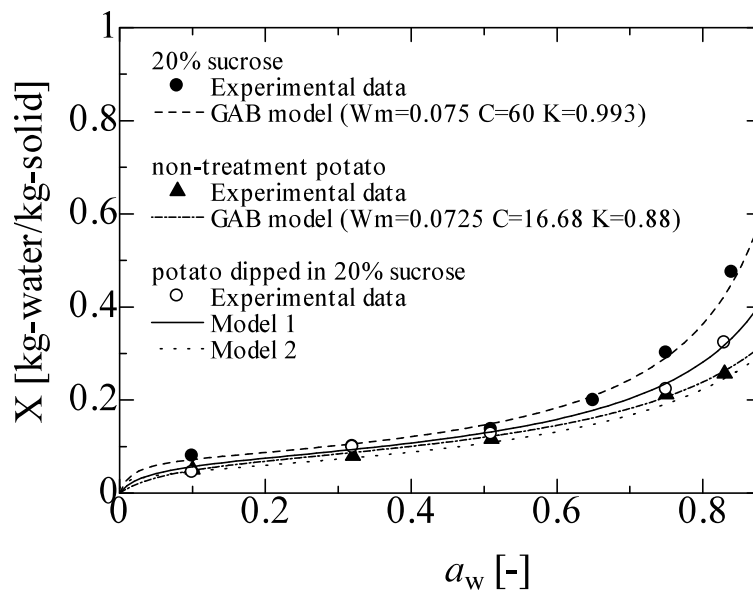 1
20% sucrose
Experimental data
GAB model (Wm=0.075 C=60 K=0.993)
0.8
non-treatment potato
Experimental data
GAB model (Wm=0.0725 C=16.68 K=0.88)
0.6
potato dipped in 20% sucrose
Experimental data
Model 1
Model 2
0.4
0.2
0
X [kg-water/kg-solid]
0 0.2 0.4 0.6 0.8
aw [-]